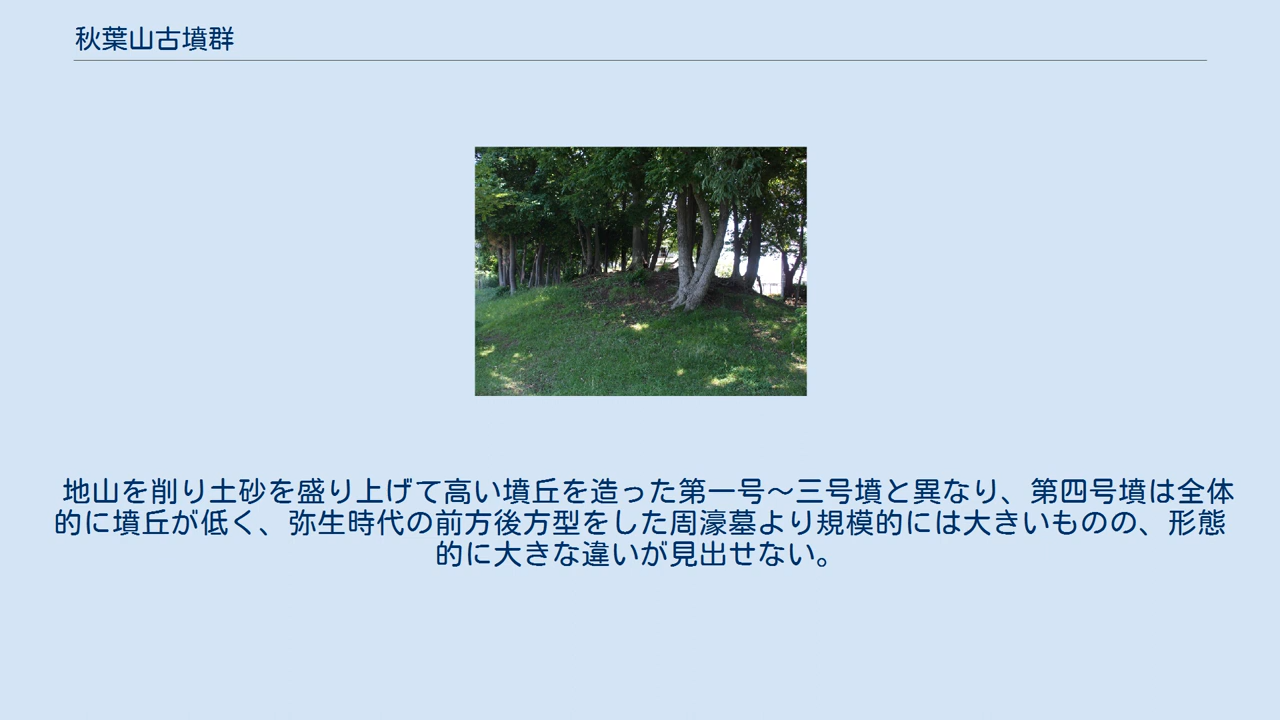 秋葉山古墳群
地山を削り土砂を盛り上げて高い墳丘を造った第一号～三号墳と異なり、第四号墳は全体
的に墳丘が低く、弥生時代の前方後方型をした周濠墓より規模的には大きいものの、形態
的に大きな違いが見出せない。